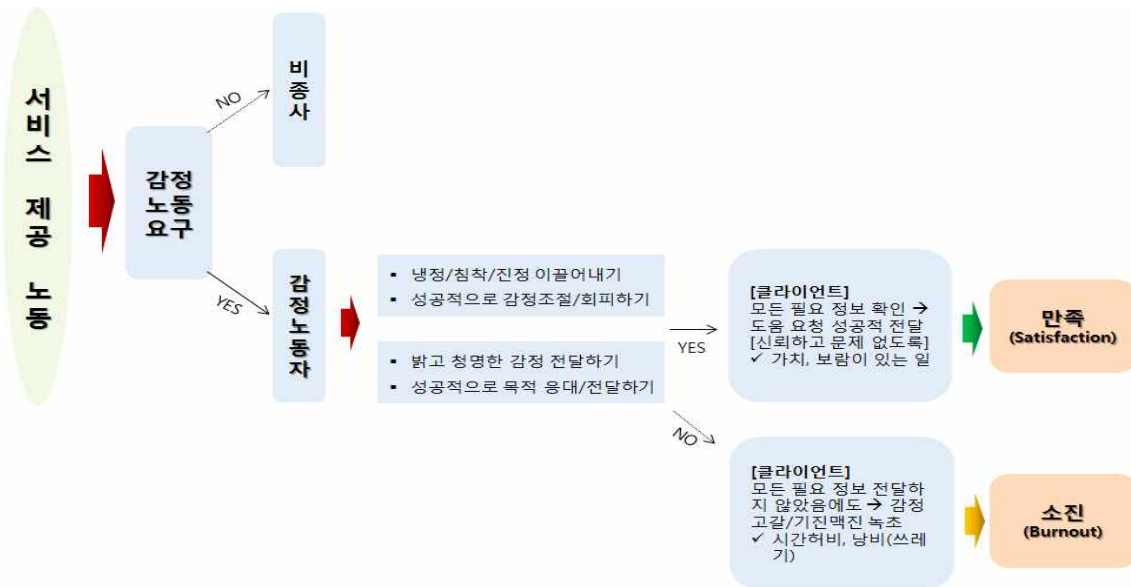 서비스 제공 노동
감정
노동
요구
NO
비종사
YES
감정노동자
▪ 냉정/침착/진정 이끌어내기
▪ 성공적으로 감정조절/회피하기
▪ 밝고 청명한 감정 전달하기
▪ 성공적으로 목적 응대/전달하기
YES
[클라이언트]
모든 필요 정보 확인 →
도움 요청 성공적 전달
[신뢰하고 문제 없도록]
✓ 가치, 보람이 있는 일
만족
(Satisfaction)
NO
[클라이언트]
모든 필요 정보 전달하
지 않았음에도 → 감정
고갈/기진맥진 녹초
✓ 시간허비, 낭비(쓰레
기)
소진
(Burnout)